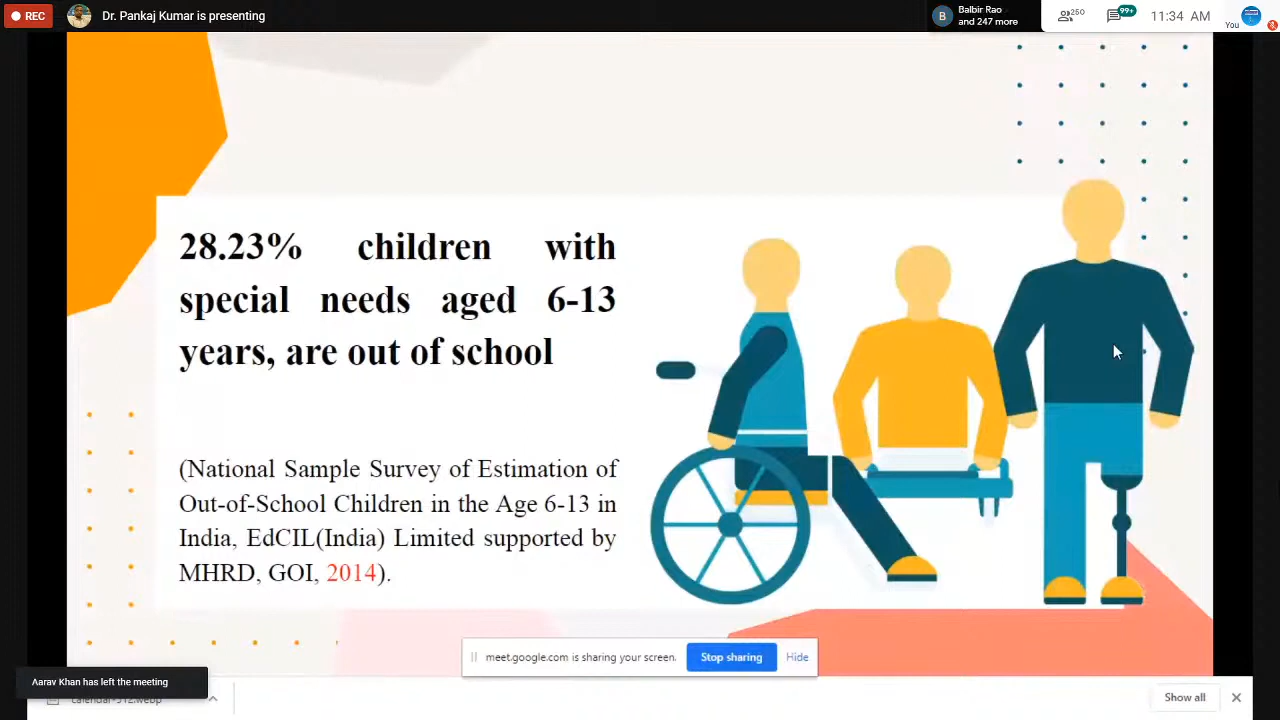 REC
Dr. Pankaj Kumar is presenting
B
Balbir Rao
and 247 more
250
99+
11:34 AM
You
28.23% children with
special needs aged 6-13
years, are out of school
(National Sample Survey of Estimation of
Out-of-School Children in the Age 6-13 in
India, EdCIL(India) Limited supported by
MHRD, GOI, 2014).
meet.google.com is sharing your screen.
Stop sharing
Hide
Aarav Khan has left the meeting
Show all